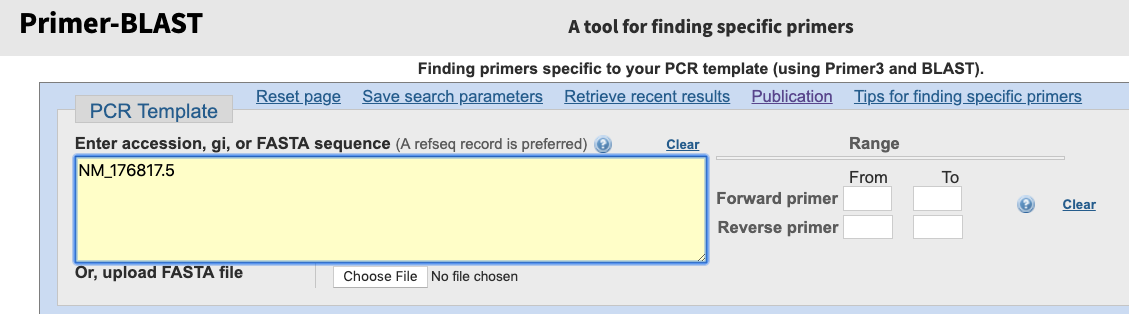 Primer-BLAST
A tool for finding specific primers
Finding primers specific to your PCR template (using Primer3 and BLAST).
PCR Template
Reset page Save search parameters Retrieve recent results Publication Tips for finding specific primers
Enter accession, gi, or FASTA sequence (A refseq record is preferred) ? Clear
Range
NM_176817.5
From To
Forward primer
? Clear
Reverse primer
Or, upload FASTA file
Choose File No file chosen